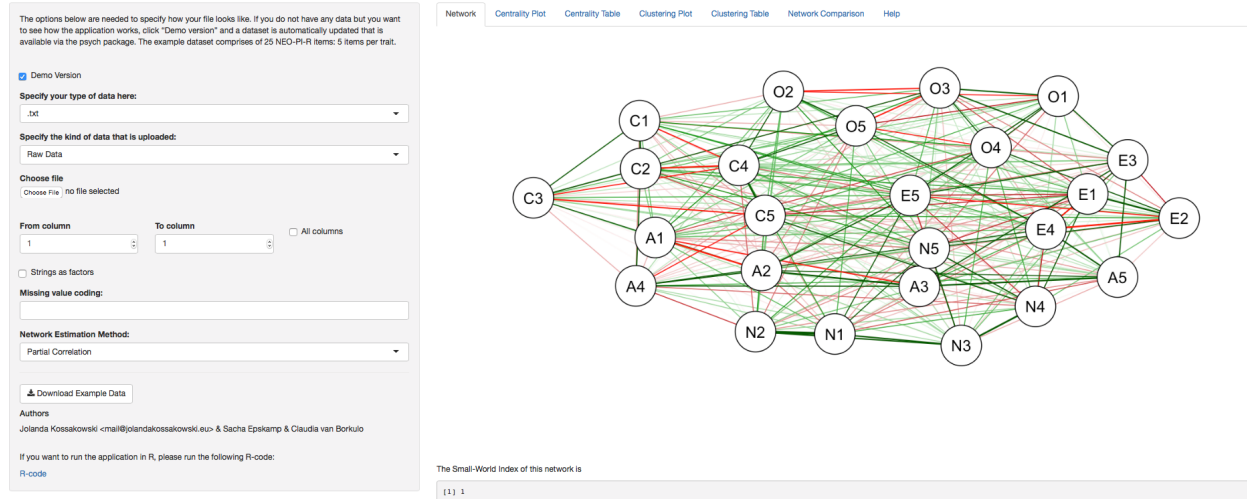 The options below are needed to specify how your file looks like. If you do not have any data but you want
to see how the application works, click "Demo version" and a dataset is automatically updated that is
available via the psych package. The example dataset comprises of 25 NEO-PI-R items: 5 items per trait.
Demo Version
Specify your type of data here:
.txt
Specify the kind of data that is uploaded:
Raw Data
Choose file
Choose File no file selected
From column To column
1 1 All columns
Strings as factors
Missing value coding:
Network Estimation Method:
Partial Correlation
Download Example Data
Authors
Jolanda Kossakowski <mail@jolandakossakowski.eu> & Sacha Epskamp & Claudia van Borkulo
If you want to run the application in R, please run the following R-code:
R-code
Network Centrality Plot Centrality Table Clustering Plot Clustering Table Network Comparison Help
O2 O3 O1
C1 O5
O4
C2 C4 E3
C3 E5 E1
C5 E2
A1 E4
N5
A2 A5
A4 A3
N4
N2 N1 N3
The Small-World Index of this network is
[1] 1